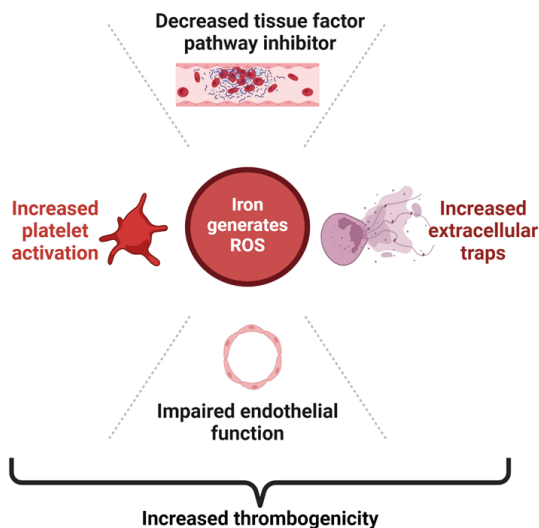 Decreased tissue factor
pathway inhibitor
Increased
platelet
activation
Iron
generates
ROS
Increased
extracellular
traps
Impaired endothelial
function
Increased thrombogenicity